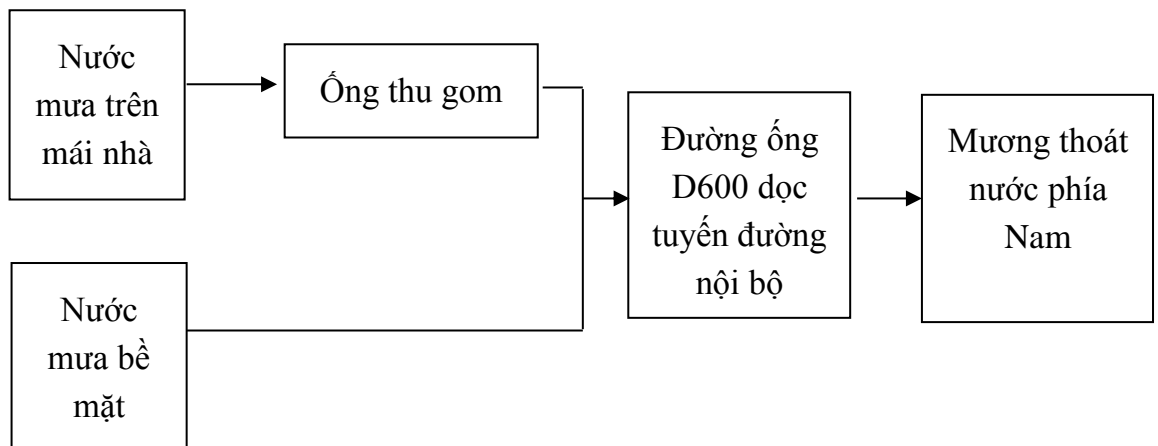 Nước
mưa trên
mái nhà
Ống thu gom
Đường ống
D600 dọc
tuyến đường
nội bộ
Mương thoát
nước phía
Nam
Nước
mưa bề
mặt